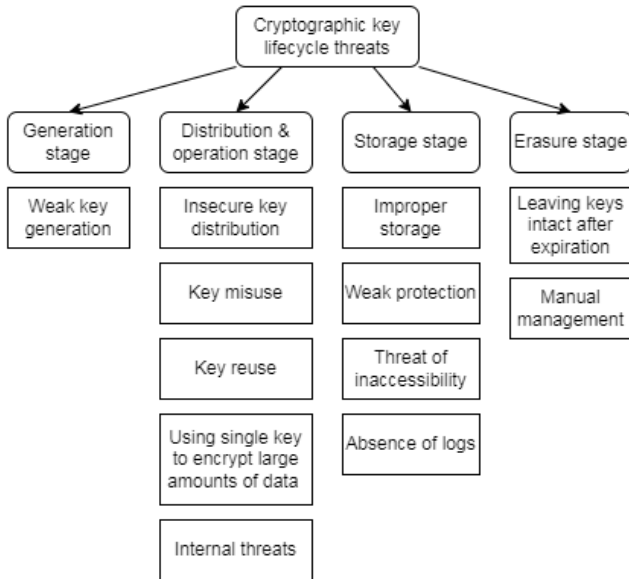 Cryptographic key
lifecycle threats
Generation
stage
Distribution &
operation stage
Storage stage
Erasure stage
Weak key
generation
Insecure key
distribution
Key misuse
Key reuse
Using single key
to encrypt large
amounts of data
Internal threats
Improper
storage
Weak protection
Threat of
inaccessibility
Absence of logs
Leaving keys
intact after
expiration
Manual
management